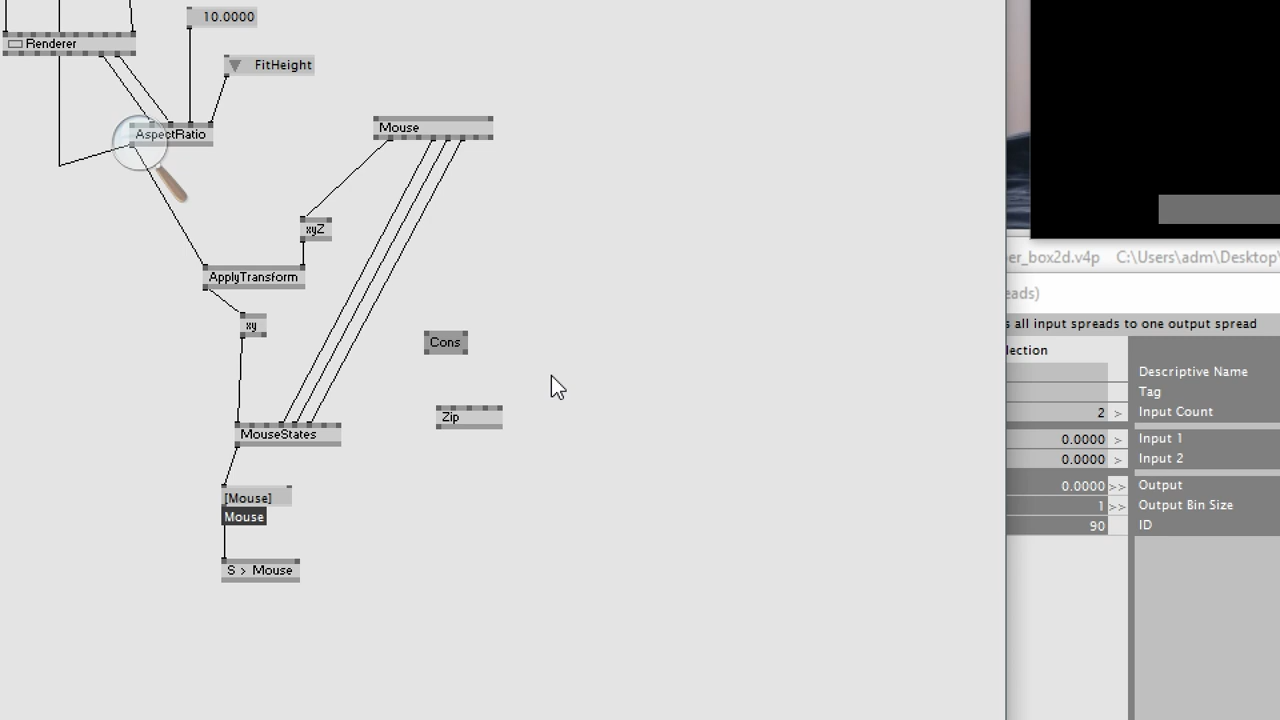 10.0000
Renderer
FitHeight
AspectRatio
Mouse
xyZ
ApplyTransform
xy
Cons
Zip
MouseStates
[Mouse]
Mouse
S > Mouse
er_box2d.v4p C:\Users\adm\Desktop\
eads)
s all input spreads to one output spread
lection
Descriptive Name
Tag
2 > Input Count
0.0000 > Input 1
0.0000 > Input 2
0.0000 >> Output
1 >> Output Bin Size
90 ID